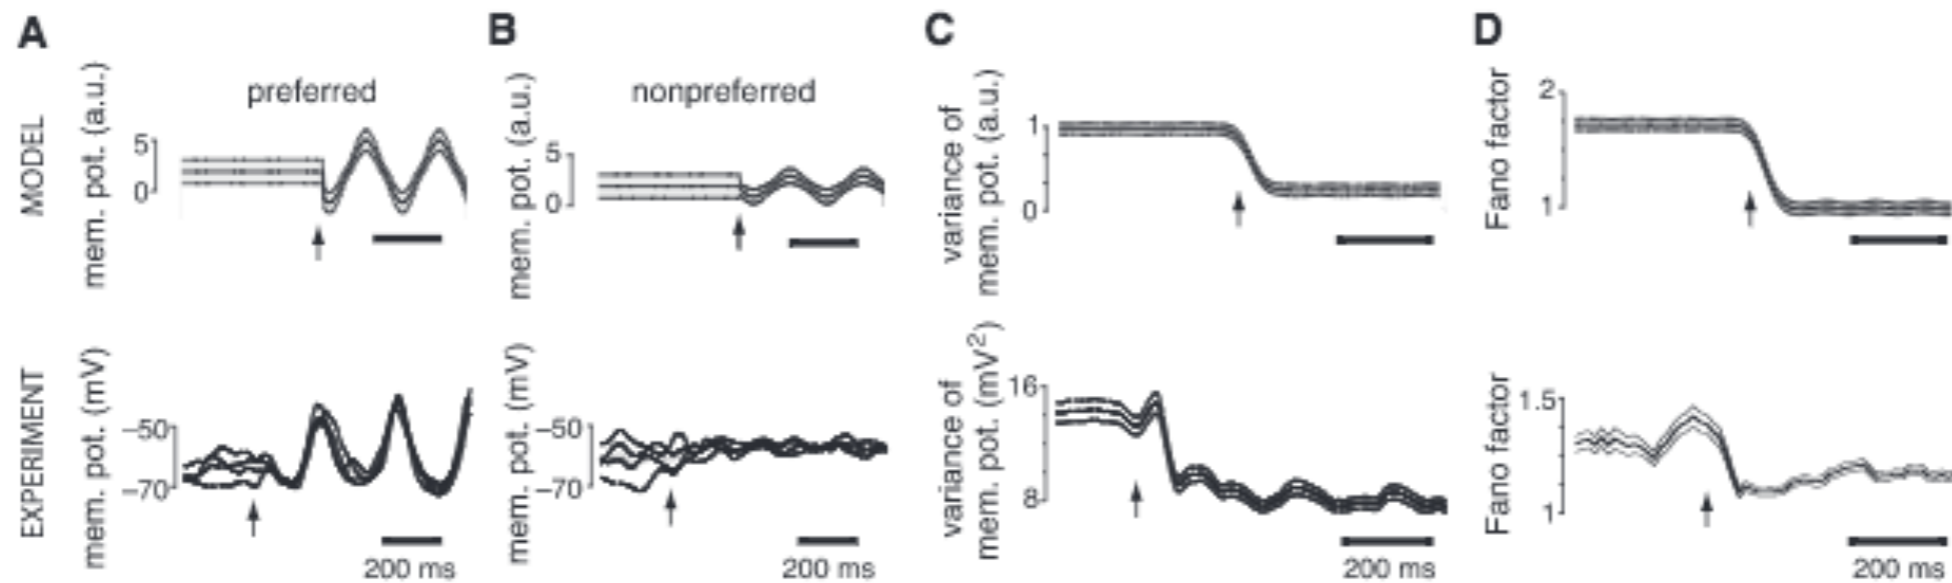 A
B
C
D
MODEL
mem. pot. (a.u.)
preferred
5
0
mem. pot. (a.u.)
nonpreferred
5
0
variance of
mem. pot. (a.u.)
1
0
Fano factor
2
1
EXPERIMENT
mem. pot. (mV)
–50
–70
200 ms
mem. pot. (mV)
–50
–70
200 ms
variance of
mem. pot. (mV²)
16
8
200 ms
Fano factor
1.5
1
200 ms